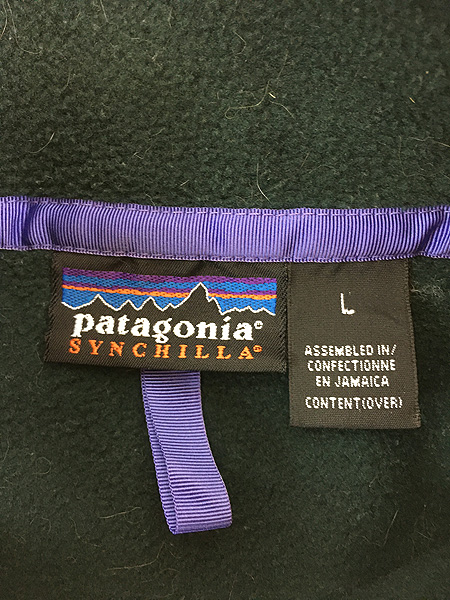 patagonia®
SYNCHILLA®
L
ASSEMBLED IN/
CONFECTIONNE
EN JAMAICA
CONTENT(OVER)